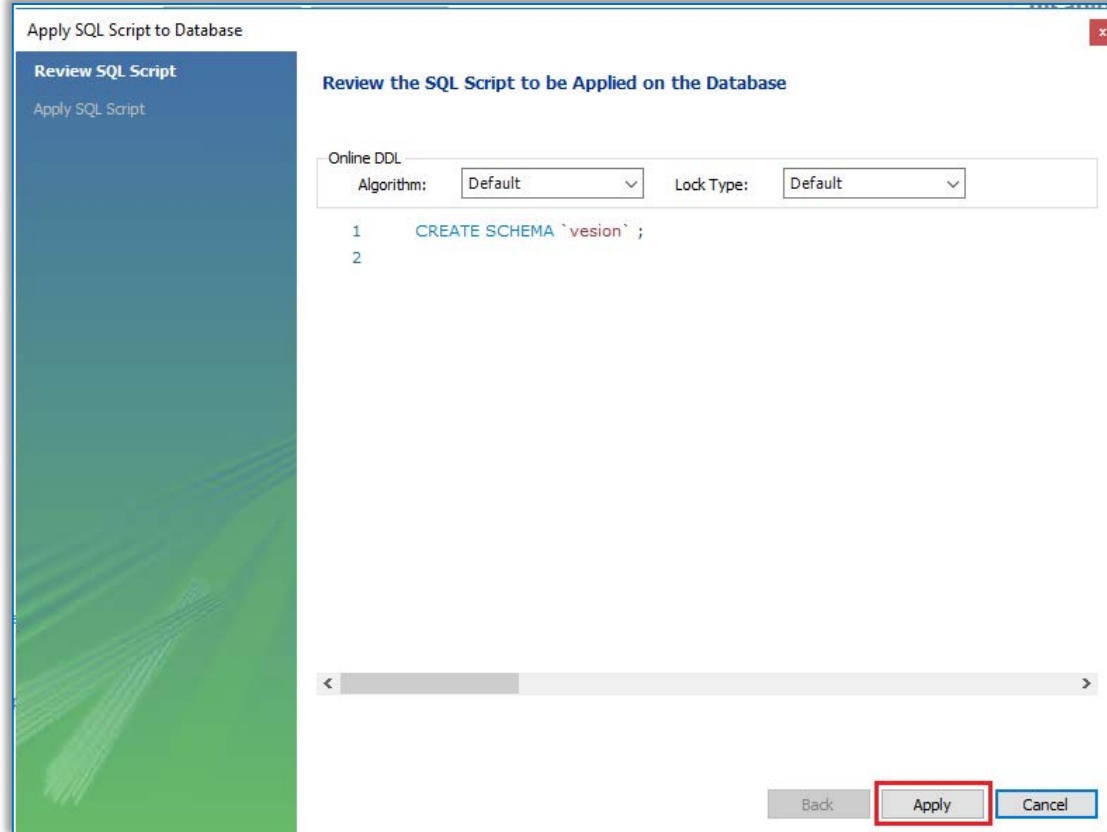 Apply SQL Script to Database
x
Review SQL Script
Apply SQL Script
Review the SQL Script to be Applied on the Database
Online DDL
Algorithm: Default Lock Type: Default
1 CREATE SCHEMA `vesion` ;
2
Back Apply Cancel